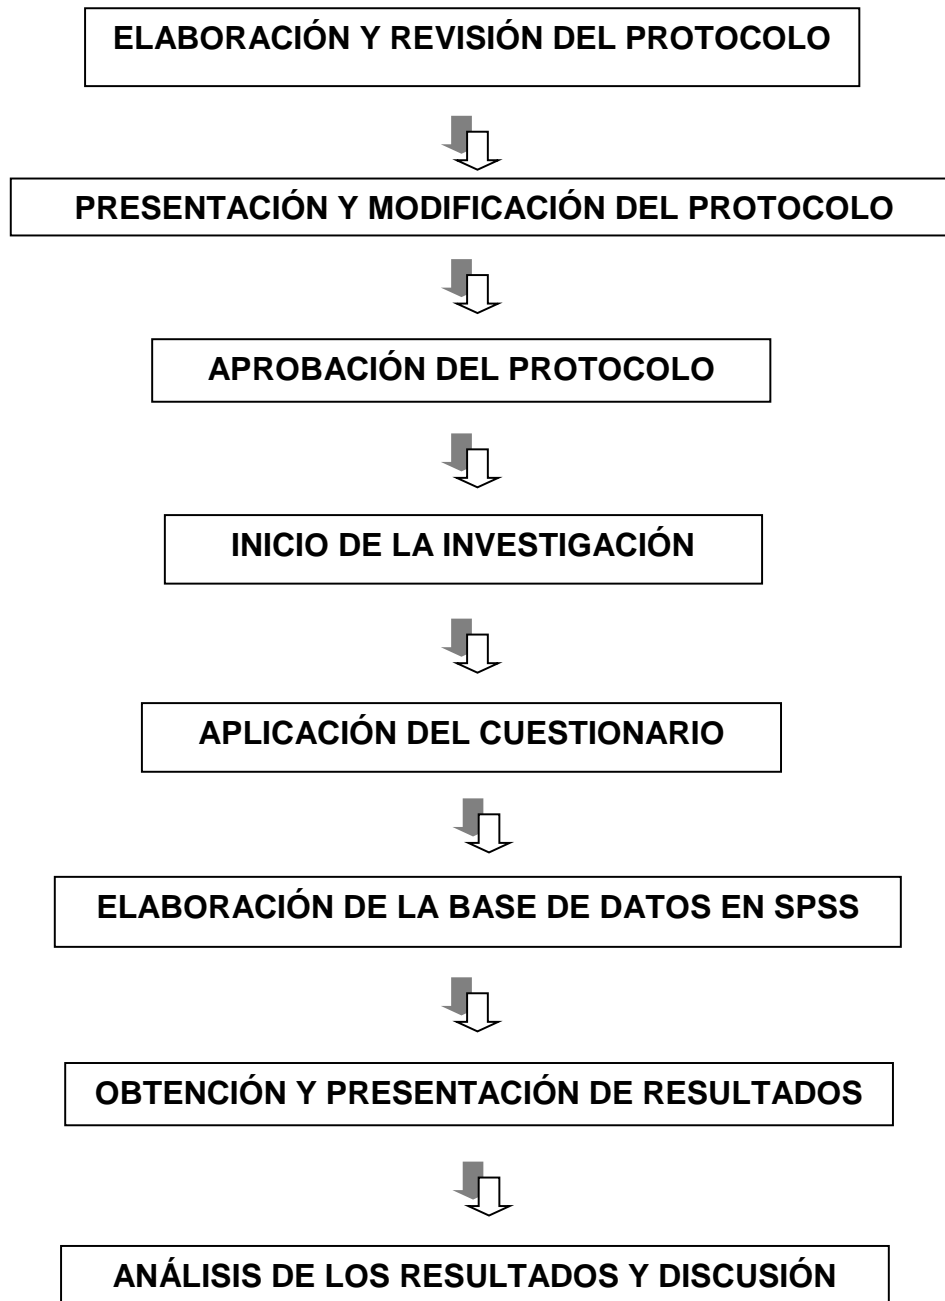 ELABORACIÓN Y REVISIÓN DEL PROTOCOLO
PRESENTACIÓN Y MODIFICACIÓN DEL PROTOCOLO
APROBACIÓN DEL PROTOCOLO
INICIO DE LA INVESTIGACIÓN
APLICACIÓN DEL CUESTIONARIO
ELABORACIÓN DE LA BASE DE DATOS EN SPSS
OBTENCIÓN Y PRESENTACIÓN DE RESULTADOS
ANÁLISIS DE LOS RESULTADOS Y DISCUSIÓN